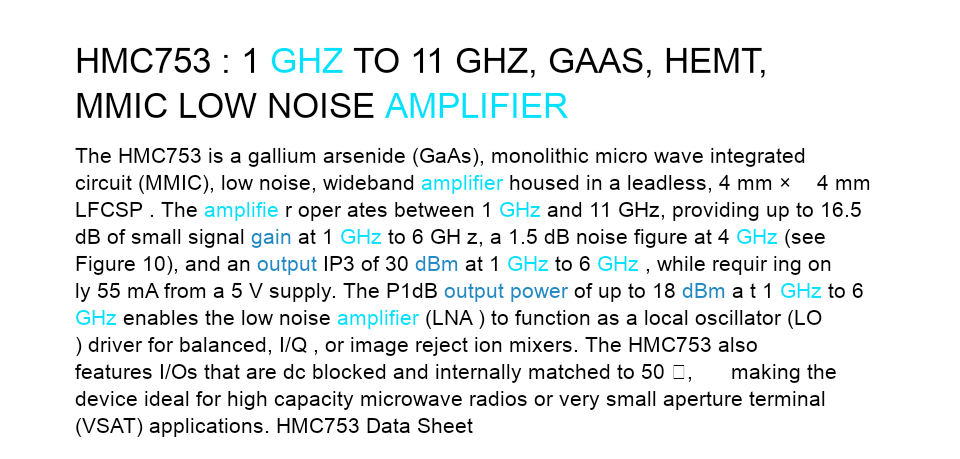 HMC753 : 1 GHZ TO 11 GHZ, GAAS, HEMT,
MMIC LOW NOISE AMPLIFIER
The HMC753 is a gallium arsenide (GaAs), monolithic micro wave integrated
circuit (MMIC), low noise, wideband amplifier housed in a leadless, 4 mm × 4 mm
LFCSP . The amplifie r oper ates between 1 GHz and 11 GHz, providing up to 16.5
dB of small signal gain at 1 GHz to 6 GH z, a 1.5 dB noise figure at 4 GHz (see
Figure 10), and an output IP3 of 30 dBm at 1 GHz to 6 GHz , while requir ing on
ly 55 mA from a 5 V supply. The P1dB output power of up to 18 dBm a t 1 GHz to 6
GHz enables the low noise amplifier (LNA ) to function as a local oscillator (LO
) driver for balanced, I/Q , or image reject ion mixers. The HMC753 also
features I/Os that are dc blocked and internally matched to 50 □, making the
device ideal for high capacity microwave radios or very small aperture terminal
(VSAT) applications. HMC753 Data Sheet